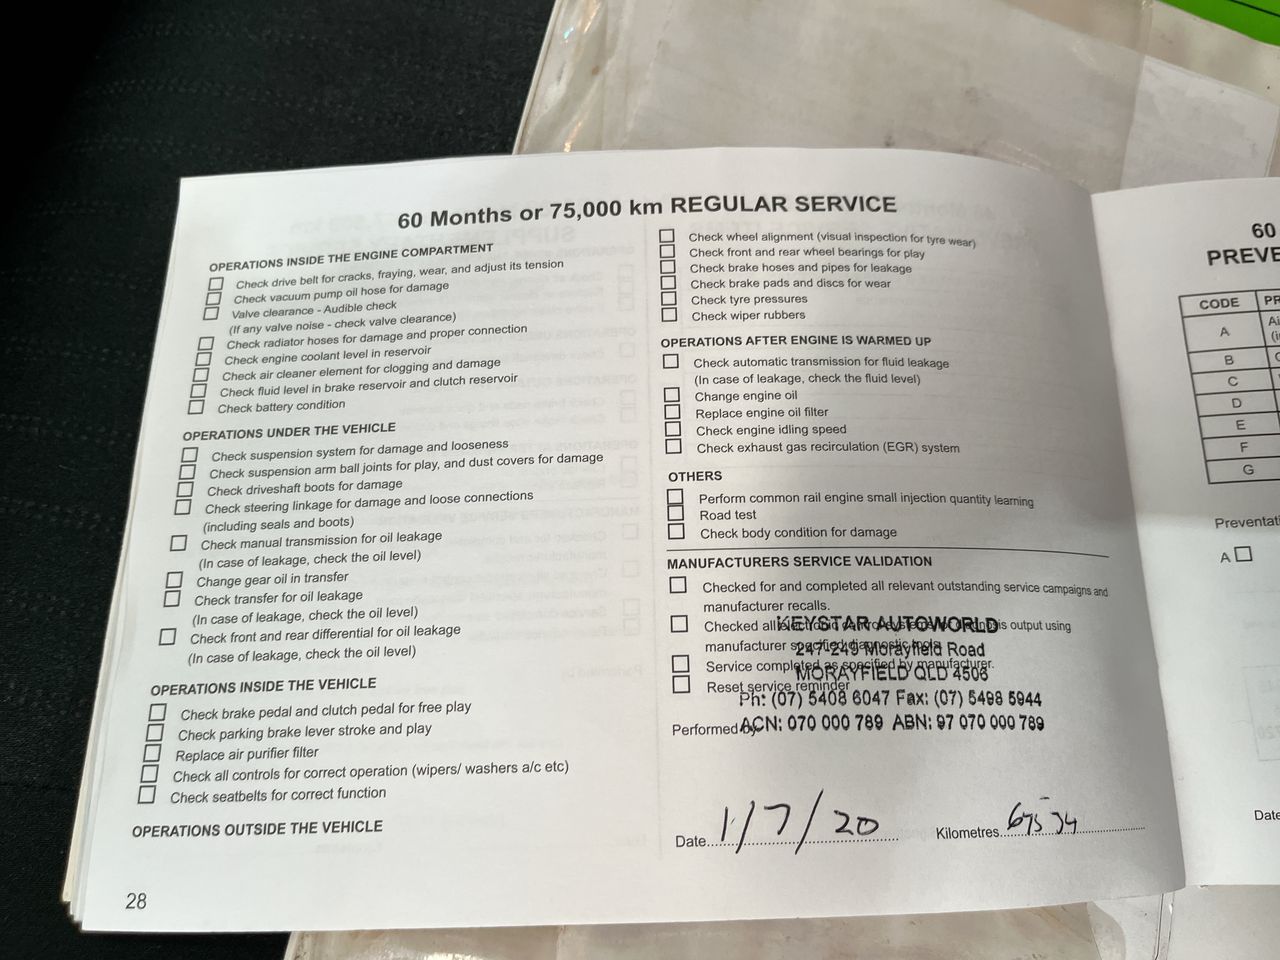 60 Months or 75,000 km REGULAR SERVICE
OPERATIONS INSIDE THE ENGINE COMPARTMENT
Check drive belt for cracks, fraying, wear, and adjust its tension
Check vacuum pump oil hose for damage
Valve clearance - Audible check
(If any valve noise - check valve clearance)
Check radiator hoses for damage and proper connection
Check engine coolant level in reservoir
Check air cleaner element for clogging and damage
Check fluid level in brake reservoir and clutch reservoir
Check battery condition
OPERATIONS UNDER THE VEHICLE
Check suspension system for damage and looseness
Check suspension arm ball joints for play, and dust covers for damage
Check driveshaft boots for damage
Check steering linkage for damage and loose connections
(including seals and boots)
Check manual transmission for oil leakage
(In case of leakage, check the oil level)
Change gear oil in transfer
Check transfer for oil leakage
(In case of leakage, check the oil level)
Check front and rear differential for oil leakage
(In case of leakage, check the oil level)
OPERATIONS INSIDE THE VEHICLE
Check brake pedal and clutch pedal for free play
Check parking brake lever stroke and play
Replace air purifier filter
Check all controls for correct operation (wipers/ washers a/c etc)
Check seatbelts for correct function
OPERATIONS OUTSIDE THE VEHICLE
28
Check wheel alignment (visual inspection for tyre wear)
Check front and rear wheel bearings for play
Check brake hoses and pipes for leakage
Check brake pads and discs for wear
Check tyre pressures
Check wiper rubbers
OPERATIONS AFTER ENGINE IS WARMED UP
Check automatic transmission for fluid leakage
(In case of leakage, check the fluid level)
Change engine oil
Replace engine oil filter
Check engine idling speed
Check exhaust gas recirculation (EGR) system
OTHERS
Perform common rail engine small injection quantity learning
Road test
Check body condition for damage
MANUFACTURERS SERVICE VALIDATION
Checked for and completed all relevant outstanding service campaigns and
manufacturer recalls.
Checked all electronic is output using
manufacturer specified diagnostic tools
Service completed as specified by manufacturer.
Reset service reminder
Performed by
KEYSTAR AUTOWORLD
247-249 Morayfield Road
MORAYFIELD QLD 4506
Ph: (07) 5408 6047 Fax: (07) 5498 5944
ACN: 070 000 789 ABN: 97 070 000 789
Date 1/7/20 Kilometres
60
PREVE
CODE
A
B
C
D
E
F
G
Preventati
A
Date